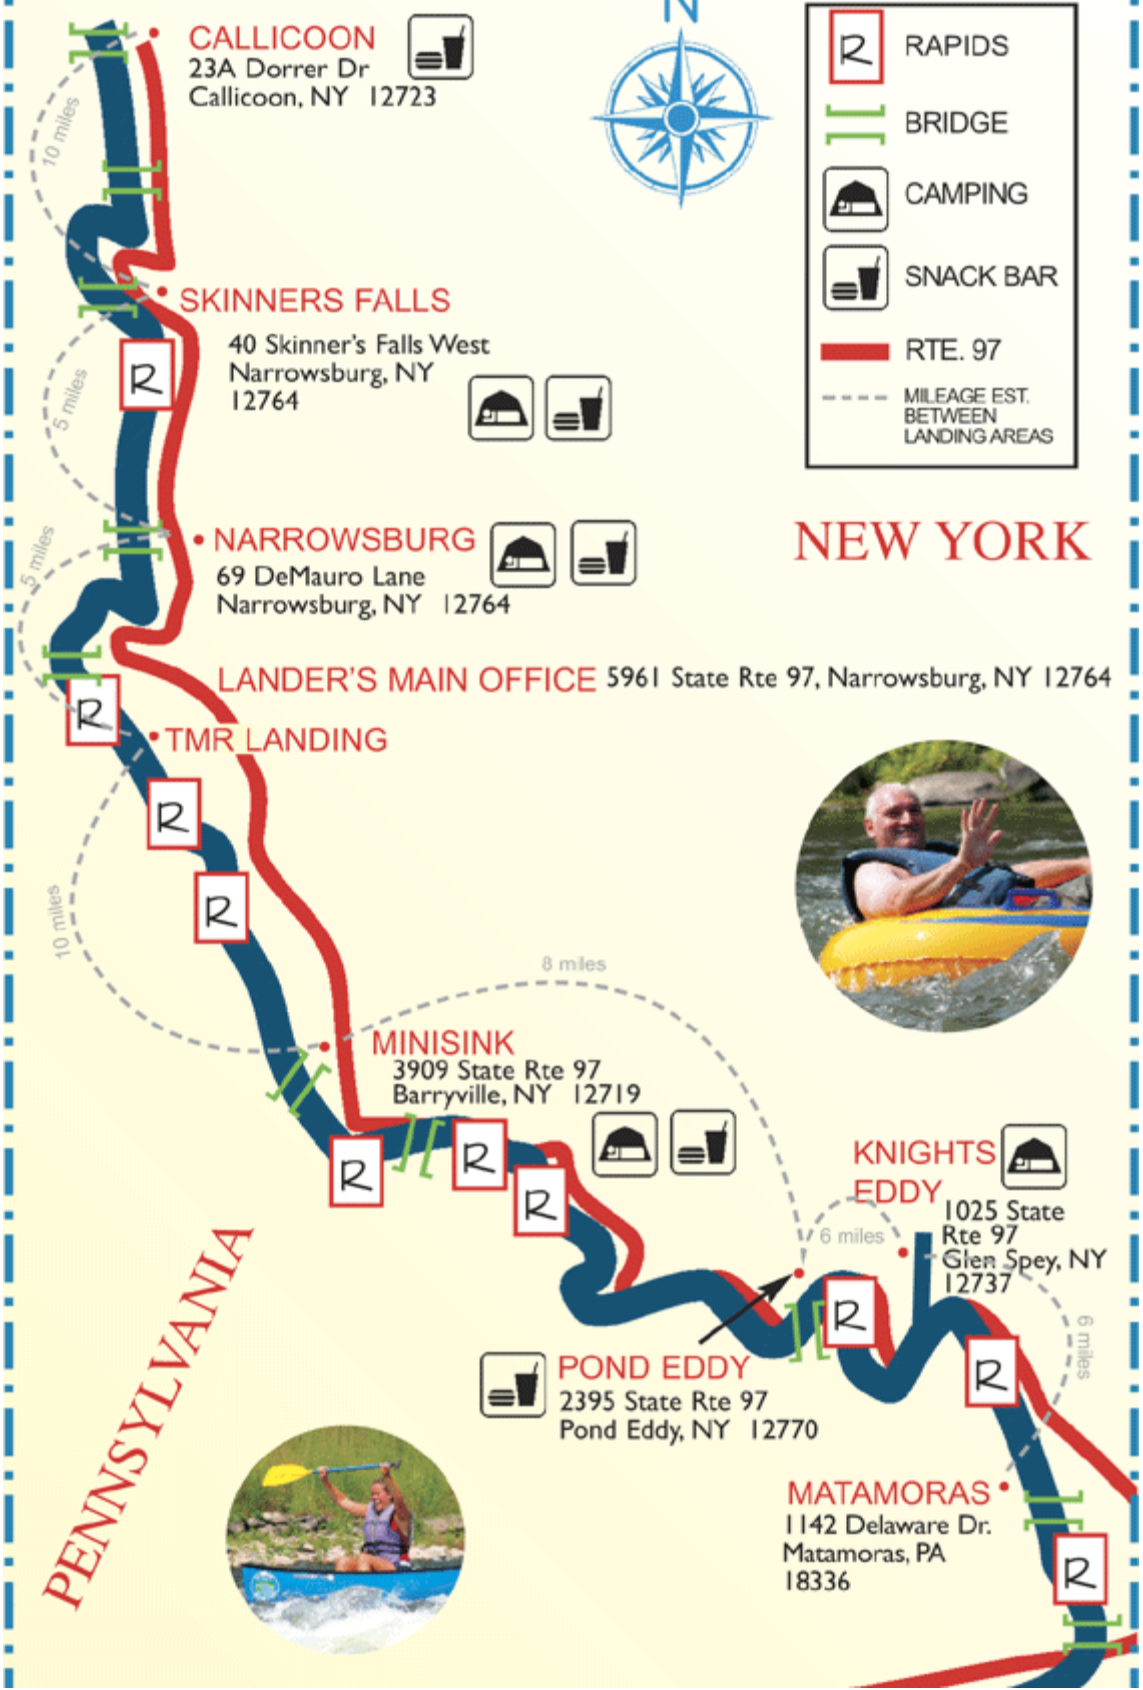 N
CALLICOON
23A Dorrer Dr
Callicoon, NY 12723
10 miles
R RAPIDS
BRIDGE
CAMPING
SNACK BAR
RTE. 97
MILEAGE EST.
BETWEEN
LANDING AREAS
SKINNERS FALLS
40 Skinner's Falls West
Narrowsburg, NY
12764
R
5 miles
NEW YORK
NARROWSBURG
69 DeMauro Lane
Narrowsburg, NY 12764
5 miles
LANDER'S MAIN OFFICE 5961 State Rte 97, Narrowsburg, NY 12764
R
TMR LANDING
R
R
10 miles
8 miles
MINISINK
3909 State Rte 97
Barryville, NY 12719
R
R
R
KNIGHTS
EDDY
1025 State
Rte 97
Glen Spey, NY
12737
6 miles
R
6 miles
R
POND EDDY
2395 State Rte 97
Pond Eddy, NY 12770
PENNSYLVANIA
MATAMORAS
1142 Delaware Dr.
Matamoras, PA
18336
R